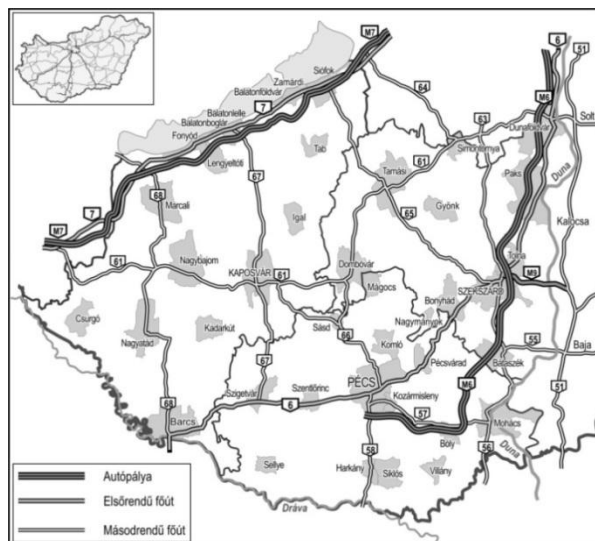 M7
6
51
Siófok
Zamárdi
Balatonföldvár
7
64
M6
Balatonlelle
Balatonboglár
Fonyód
63
Dunaföldvár
Solt
Simontornya
Lengyeltóti
Tab
61
Duna
67
Tamási
Paks
68
Marcali
Gyönk
65
Kalocsa
7
M7
Igal
Nagybajom
Dombóvár
Tolna
61
KAPOSVÁR
61
Mágocs
M9
SZEKSZÁRD
Bonyhád
Csurgó
Nagyatád
Kadarkút
Sásd
66
Nagymányok
Komló
55
Baja
Pécsvárad
Bátaszék
67
PÉCS
Szigetvár
Szentlőrinc
6
M6
51
68
Barcs
Kozármisleny
57
Mohács
Bóly
56
Duna
Sellye
Harkány
58
Siklós
Villány
Dráva
Autópálya
Elsőrendű főút
Másodrendű főút